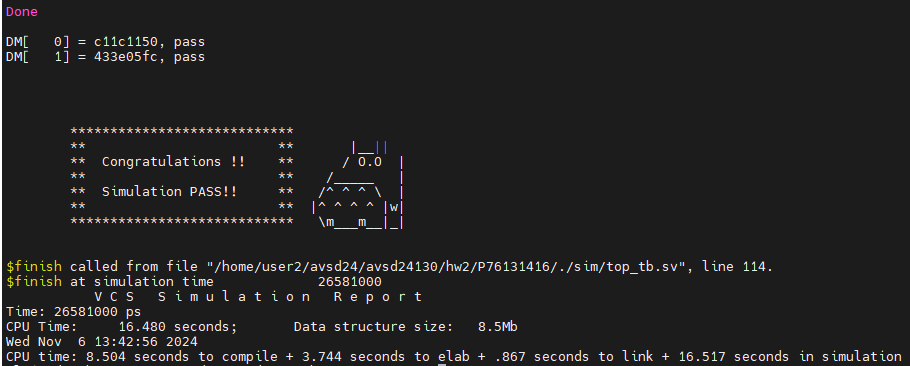 Done
DM[   0] = c11c1150, pass
DM[   1] = 433e05fc, pass
        ****************************
        **                        **          |__||
        **  Congratulations !!    **         / O.O  |
        **                        **       /_____   |
        **  Simulation PASS!!     **      /^ ^ ^ \  |
        **                        **     |^ ^ ^ ^ |w|
        ****************************      \m___m__|_|
$finish called from file "/home/user2/avsd24/avsd24130/hw2/P76131416/./sim/top_tb.sv", line 114.
$finish at simulation time             26581000
           V C S   S i m u l a t i o n   R e p o r t
Time: 26581000 ps
CPU Time:     16.480 seconds;       Data structure size:   8.5Mb
Wed Nov  6 13:42:56 2024
CPU time: 8.504 seconds to compile + 3.744 seconds to elab + .867 seconds to link + 16.517 seconds in simulation